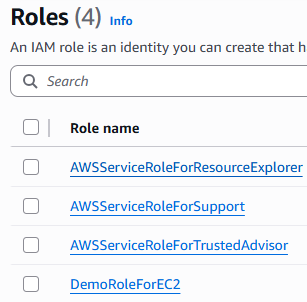 Roles (4) Info
An IAM role is an identity you can create that h
Search
Role name
AWSServiceRoleForResourceExplorer
AWSServiceRoleForSupport
AWSServiceRoleForTrustedAdvisor
DemoRoleForEC2